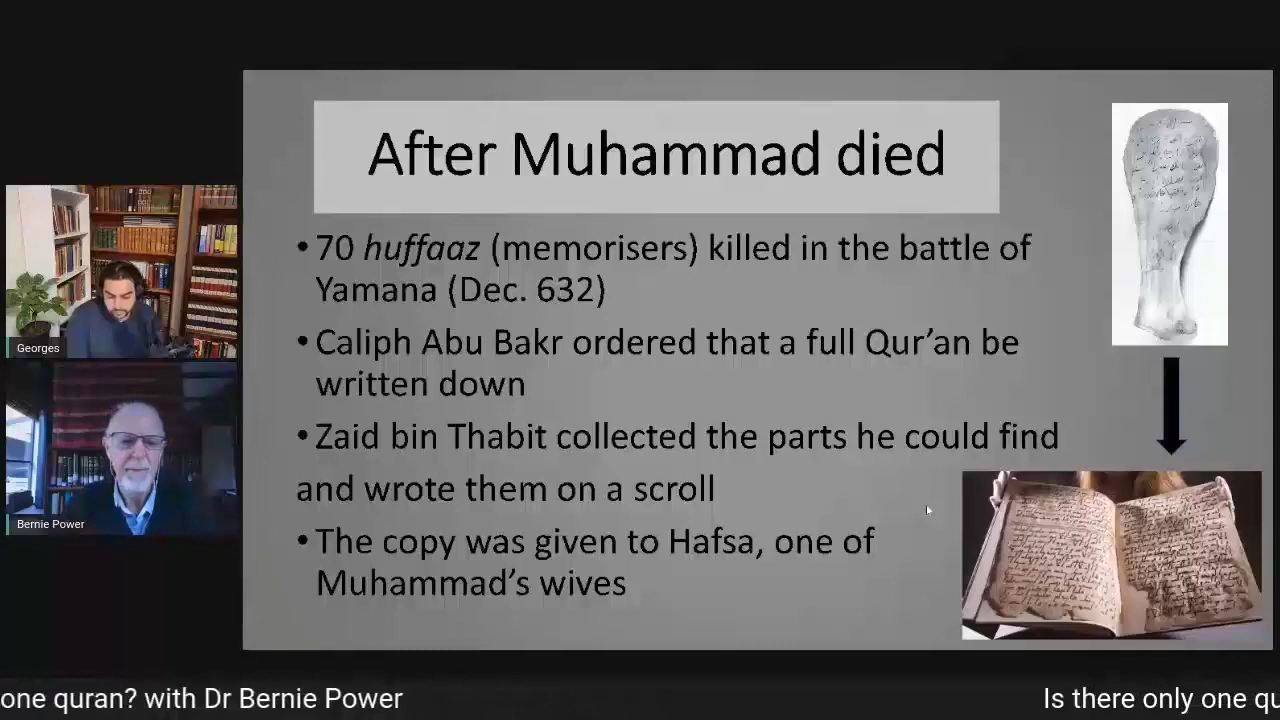 After Muhammad died
•70 huffaaz (memorisers) killed in the battle of
Yamana (Dec. 632)
•Caliph Abu Bakr ordered that a full Qur’an be
written down
•Zaid bin Thabit collected the parts he could find
and wrote them on a scroll
•The copy was given to Hafsa, one of
Muhammad’s wives
Georges
Bernie Power
one quran? with Dr Bernie Power
Is there only one qu